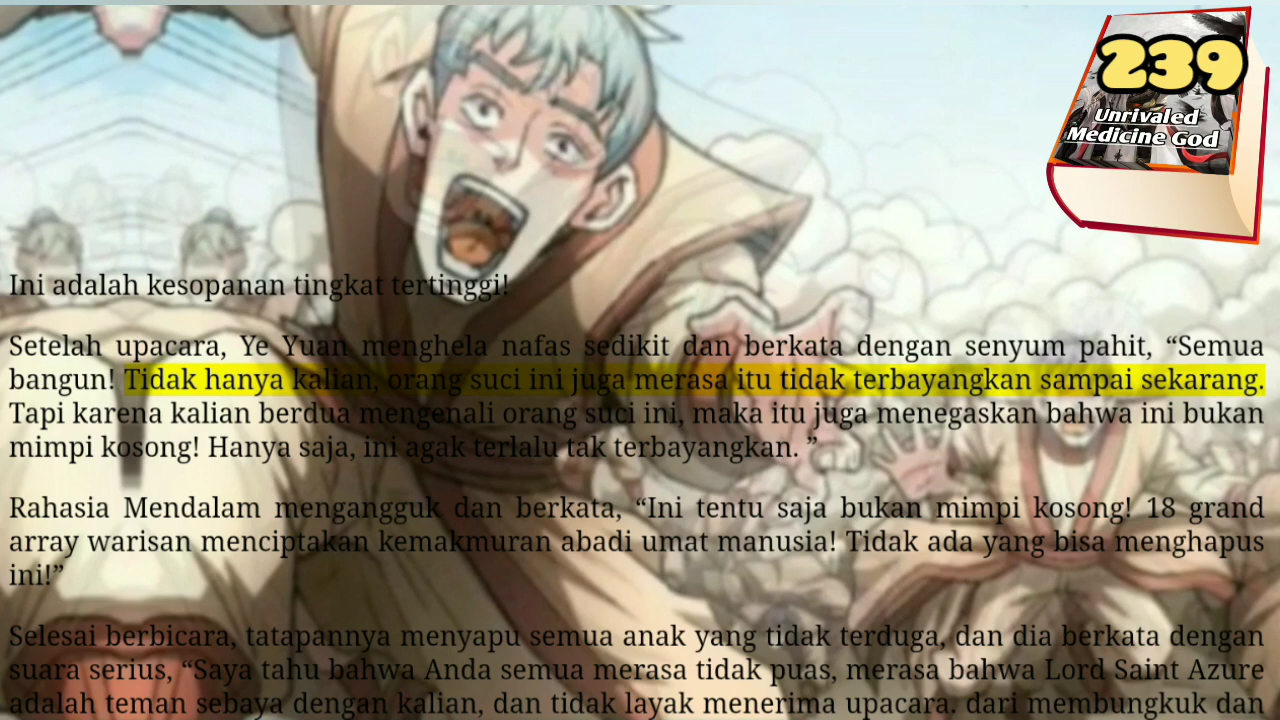 239
Unrivaled
Medicine God
Ini adalah kesopanan tingkat tertinggi!
Setelah upacara, Ye Yuan menghela nafas sedikit dan berkata dengan senyum pahit, “Semua
bangun! Tidak hanya kalian, orang suci ini juga merasa itu tidak terbayangkan sampai sekarang.
Tapi karena kalian berdua mengenali orang suci ini, maka itu juga menegaskan bahwa ini bukan
mimpi kosong! Hanya saja, ini agak terlalu tak terbayangkan. ”
Rahasia Mendalam mengangguk dan berkata, “Ini tentu saja bukan mimpi kosong! 18 grand
array warisan menciptakan kemakmuran abadi umat manusia! Tidak ada yang bisa menghapus
ini!”
Selesai berbicara, tatapannya menyapu semua anak yang tidak terduga, dan dia berkata dengan
suara serius, “Saya tahu bahwa Anda semua merasa tidak puas, merasa bahwa Lord Saint Azure
adalah teman sebaya dengan kalian, dan tidak layak menerima upacara. dari membungkuk dan